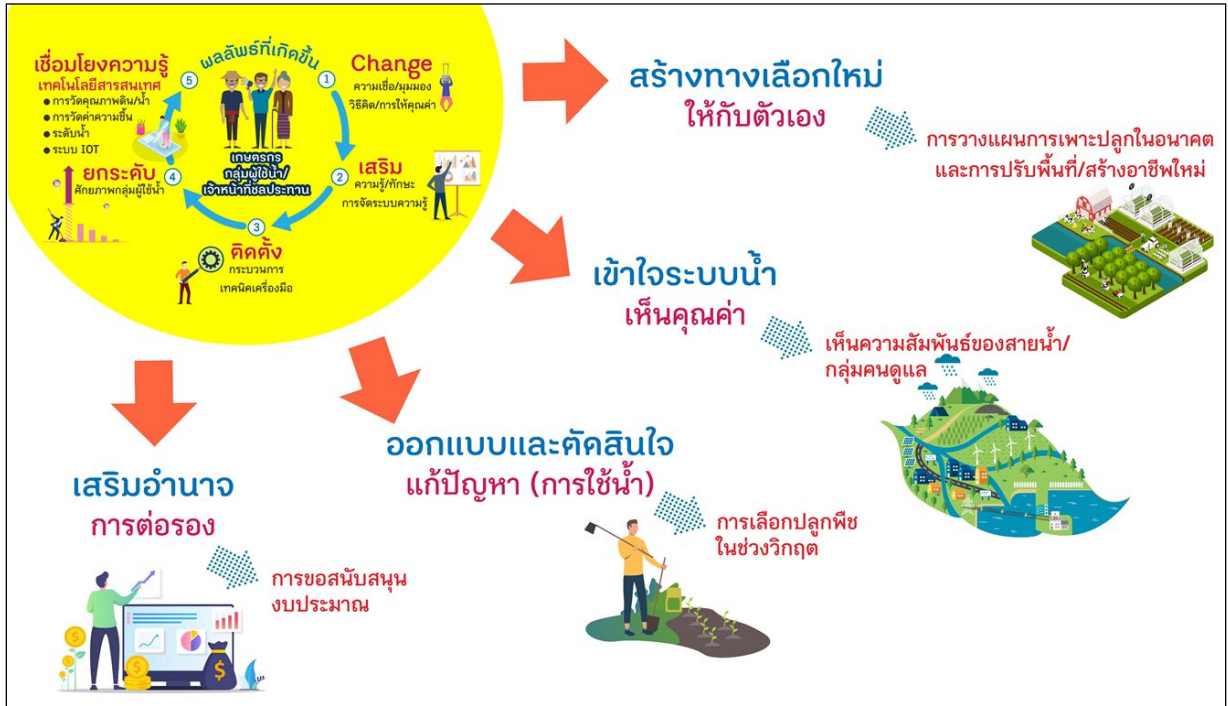 ผลลัพธ์ที่เกิดขึ้น
เกษตรกร
กลุ่มผู้ใช้น้ำ/
เจ้าหน้าที่ชลประทาน
1
Change
ความเชื่อ/มุมมอง
วิธีคิด/การให้คุณค่า
2
เสริม
ความรู้/ทักษะ
การจัดระบบความรู้
3
ติดตั้ง
กระบวนการ
เทคนิคเครื่องมือ
4
ยกระดับ
ศักยภาพกลุ่มผู้ใช้น้ำ
5
เชื่อมโยงความรู้
เทคโนโลยีสารสนเทศ
● การวัดคุณภาพดิน/น้ำ
● การวัดค่าความชื้น
● ระดับน้ำ
● ระบบ IOT
สร้างทางเลือกใหม่
ให้กับตัวเอง
การวางแผนการเพาะปลูกในอนาคต
และการปรับพื้นที่/สร้างอาชีพใหม่
เข้าใจระบบน้ำ
เห็นคุณค่า
เห็นความสัมพันธ์ของสายน้ำ/
กลุ่มคนดูแล
ออกแบบและตัดสินใจ
แก้ปัญหา (การใช้น้ำ)
การเลือกปลูกพืช
ในช่วงวิกฤต
เสริมอำนาจ
การต่อรอง
การขอสนับสนุน
งบประมาณ